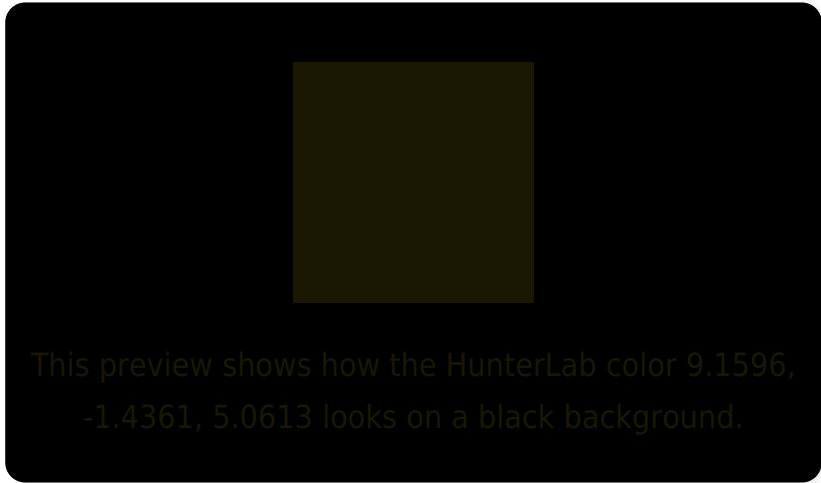 This preview shows how the HunterLab color 9.1596,
-1.4361, 5.0613 looks on a black background.